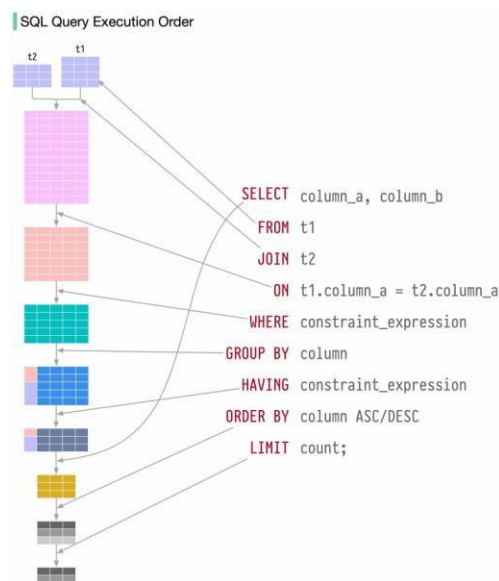 SQL Query Execution Order
t2 t1
SELECT column_a, column_b
FROM t1
JOIN t2
ON t1.column_a = t2.column_a
WHERE constraint_expression
GROUP BY column
HAVING constraint_expression
ORDER BY column ASC/DESC
LIMIT count;